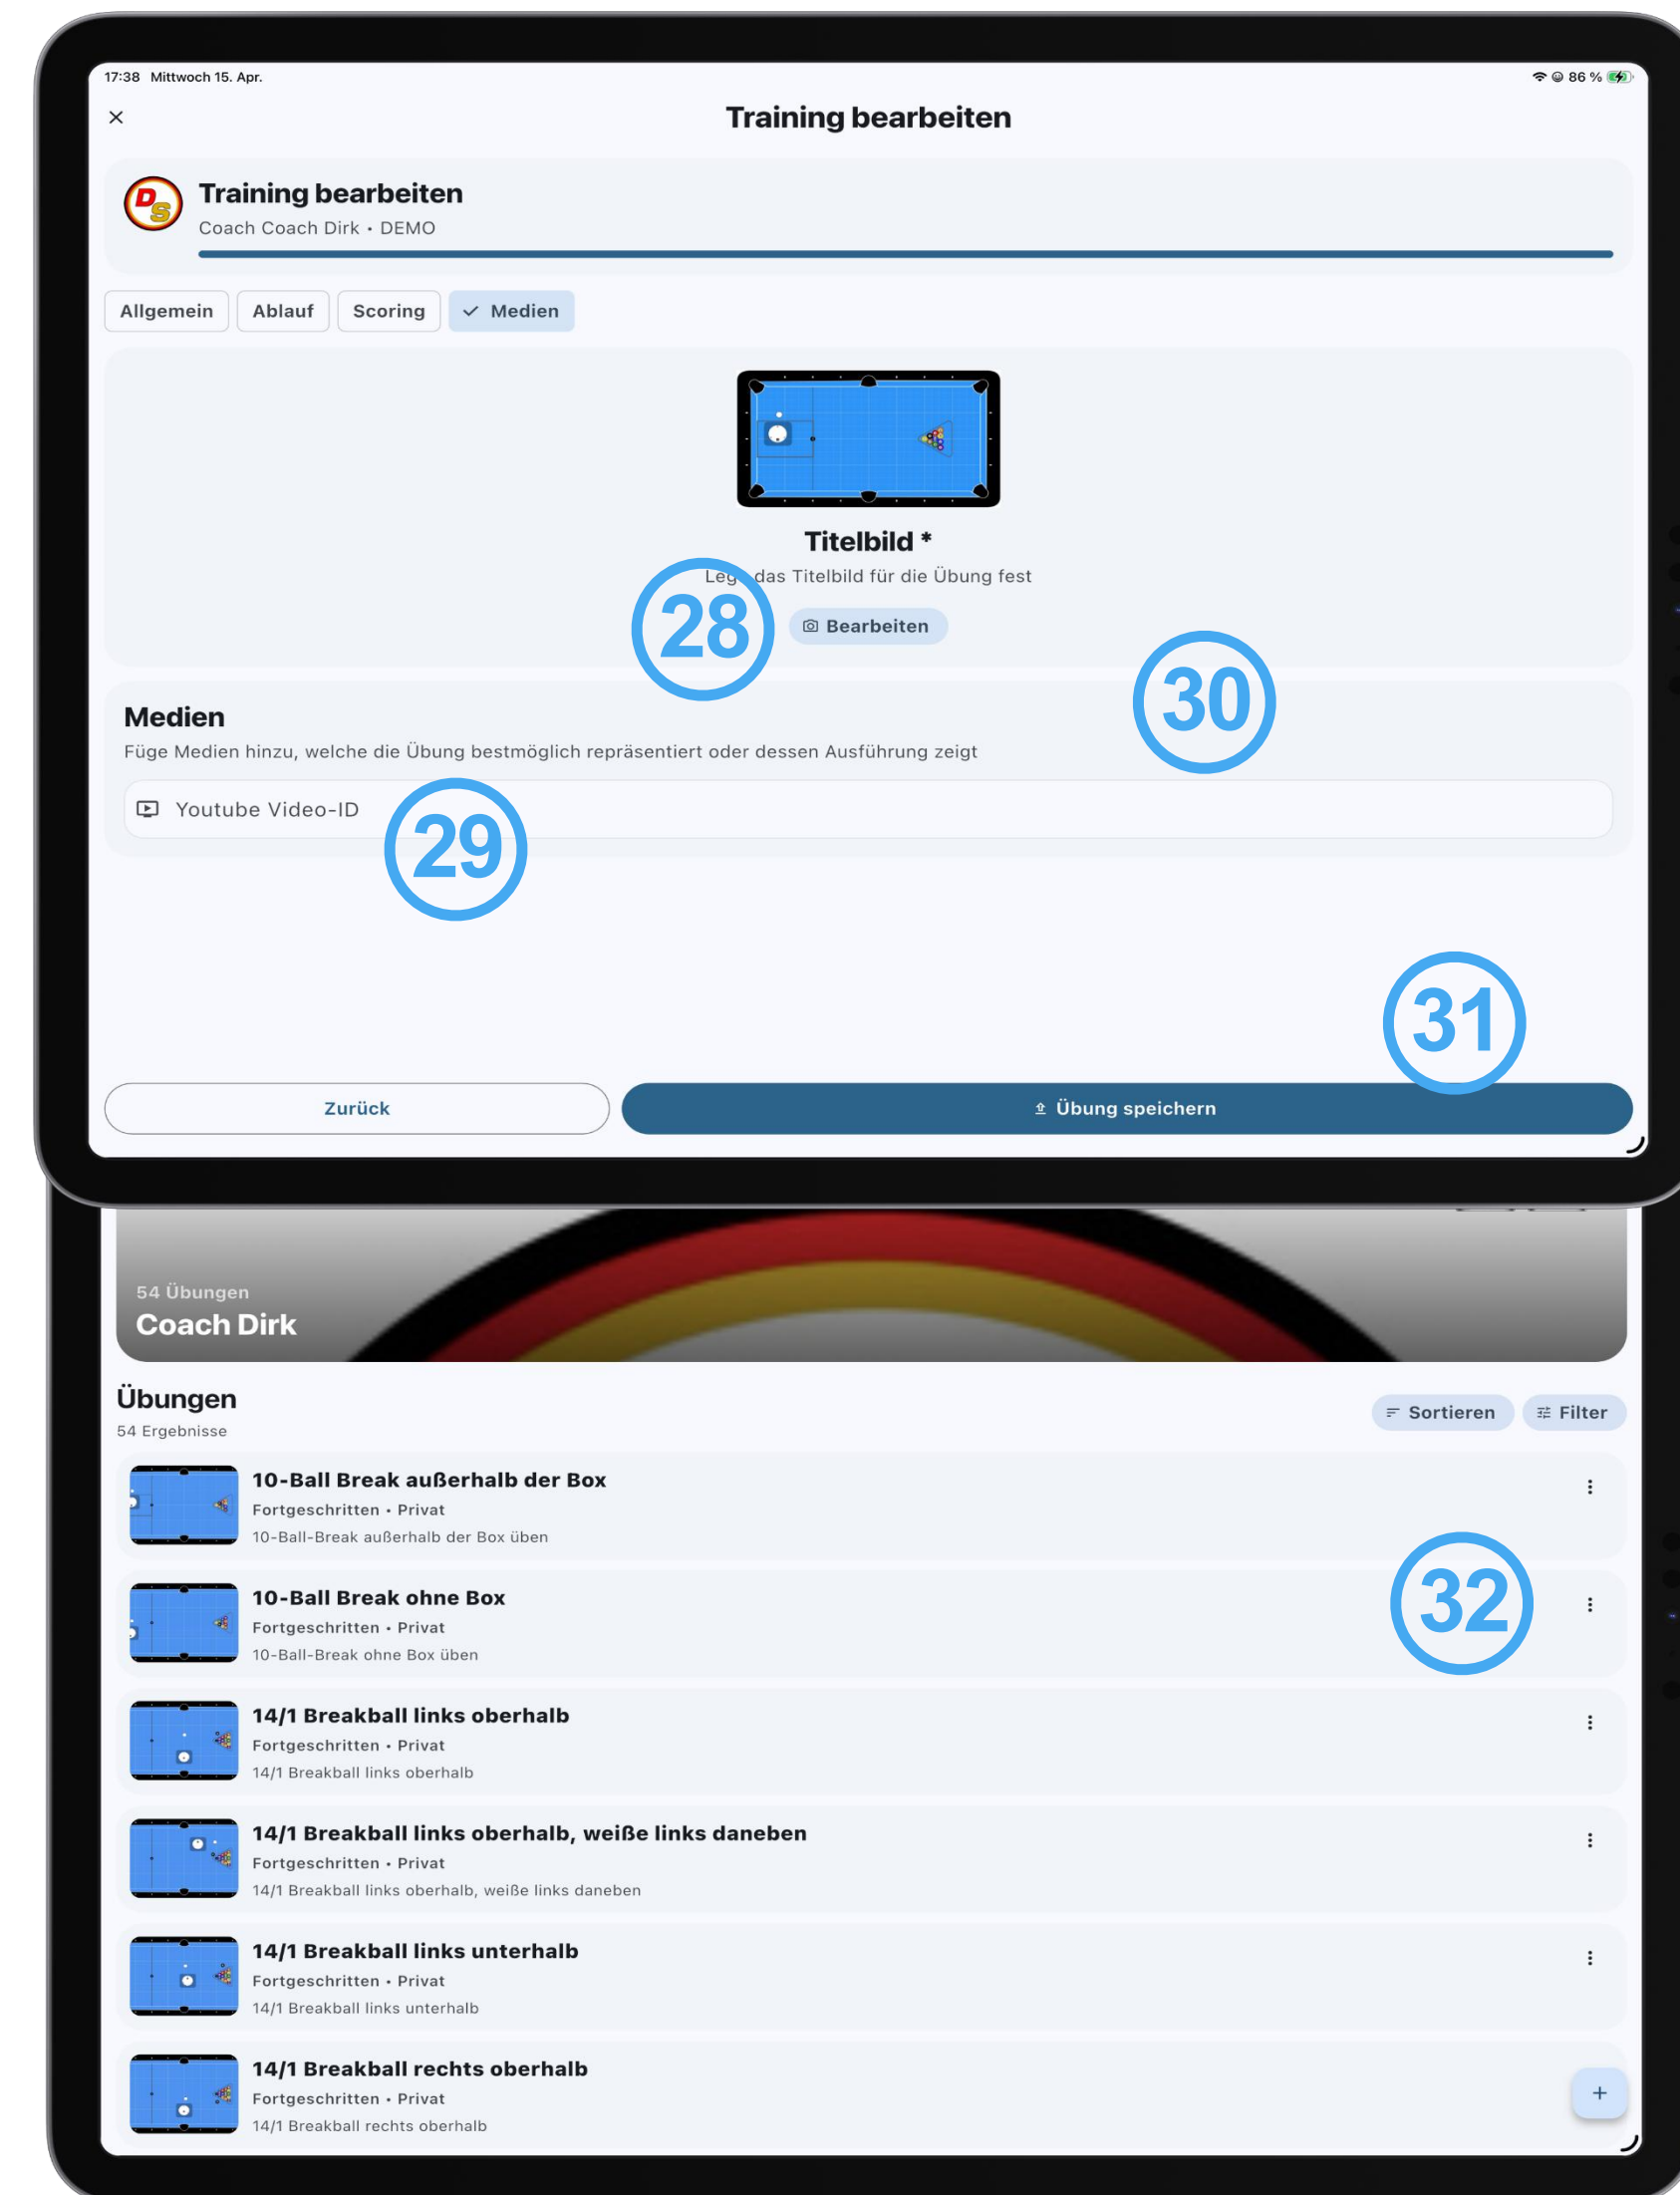 17:38 Mittwoch 15. Apr.
86 %
Training bearbeiten
DS
Training bearbeiten
Coach Coach Dirk • DEMO
Allgemein
Ablauf
Scoring
Medien
Titelbild *
Lege das Titelbild für die Übung fest
28
Bearbeiten
30
Medien
Füge Medien hinzu, welche die Übung bestmöglich repräsentiert oder dessen Ausführung zeigt
Youtube Video-ID
29
31
Zurück
Übung speichern
54 Übungen
Coach Dirk
Übungen
54 Ergebnisse
Sortieren
Filter
10-Ball Break außerhalb der Box
Fortgeschritten • Privat
10-Ball-Break außerhalb der Box üben
32
10-Ball Break ohne Box
Fortgeschritten • Privat
10-Ball-Break ohne Box üben
14/1 Breakball links oberhalb
Fortgeschritten • Privat
14/1 Breakball links oberhalb
14/1 Breakball links oberhalb, weiße links daneben
Fortgeschritten • Privat
14/1 Breakball links oberhalb, weiße links daneben
14/1 Breakball links unterhalb
Fortgeschritten • Privat
14/1 Breakball links unterhalb
14/1 Breakball rechts oberhalb
Fortgeschritten • Privat
14/1 Breakball rechts oberhalb
+